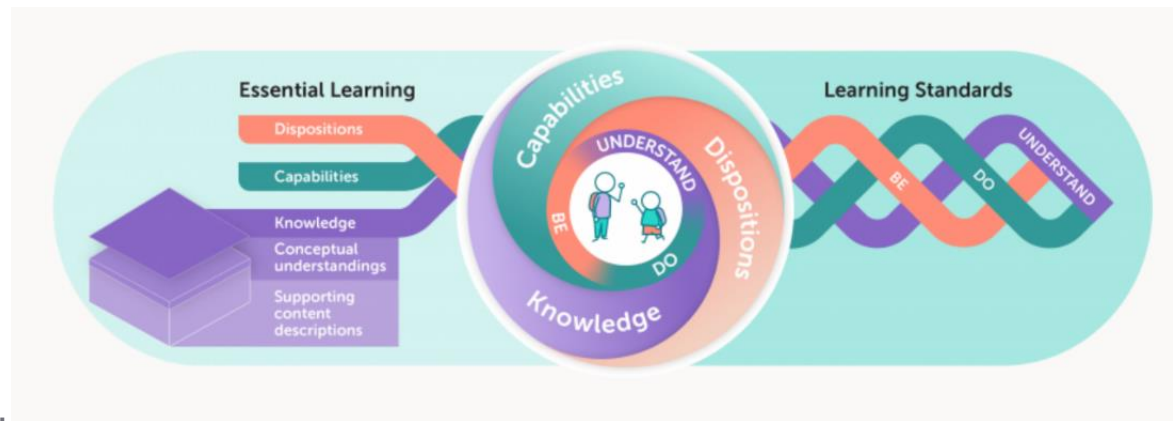 Essential Learning
Dispositions
Capabilities
Knowledge
Conceptual
understandings
Supporting
content
descriptions
Capabilities
Dispositions
Knowledge
UNDERSTAND
BE
DO
Learning Standards
BE
DO
UNDERSTAND